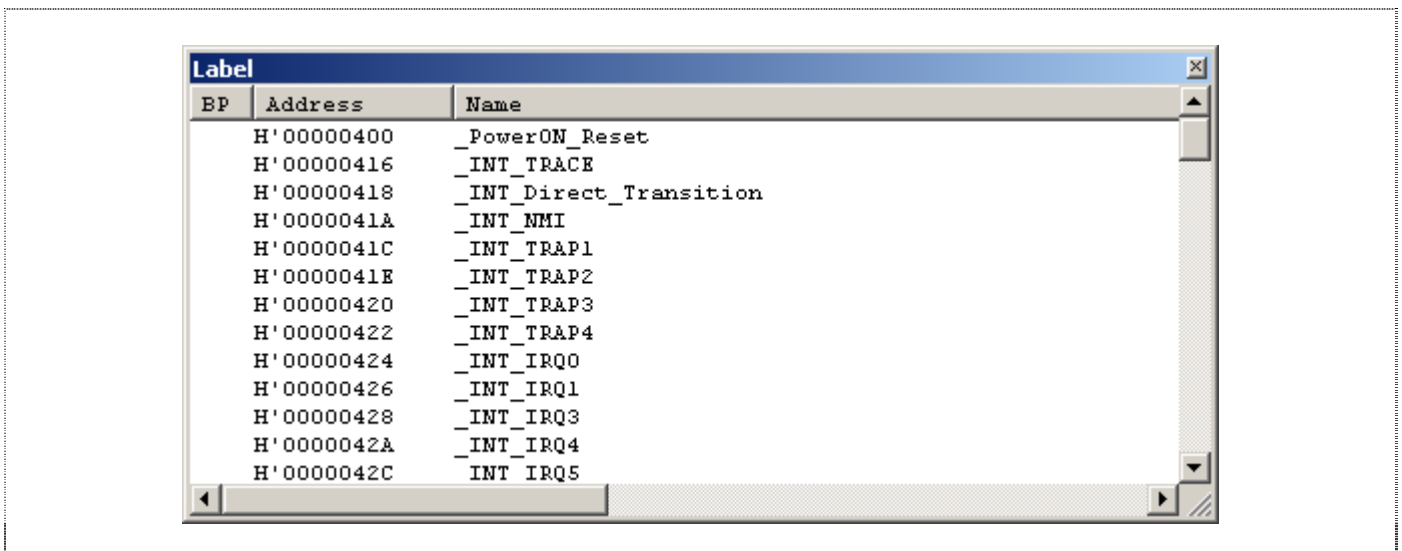 Label
BP Address Name
H'00000400 _PowerON_Reset
H'00000416 _INT_TRACE
H'00000418 _INT_Direct_Transition
H'0000041A _INT_NMI
H'0000041C _INT_TRAP1
H'0000041E _INT_TRAP2
H'00000420 _INT_TRAP3
H'00000422 _INT_TRAP4
H'00000424 _INT_IRQ0
H'00000426 _INT_IRQ1
H'00000428 _INT_IRQ3
H'0000042A _INT_IRQ4
H'0000042C _INT_IRQ5